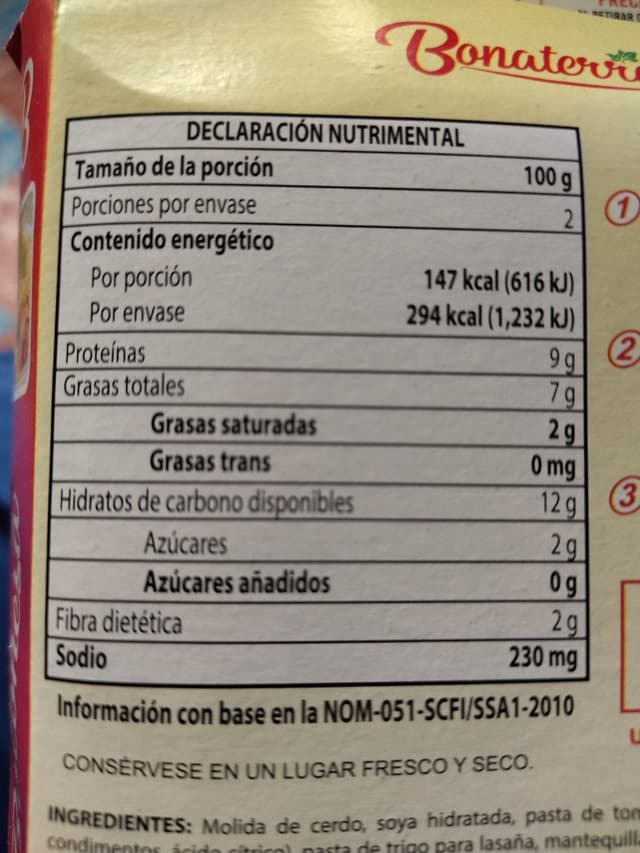 Bonaterra
DECLARACIÓN NUTRIMENTAL
Tamaño de la porción 100 g
Porciones por envase 2
Contenido energético
Por porción 147 kcal (616 kJ)
Por envase 294 kcal (1,232 kJ)
Proteínas 9 g
Grasas totales 7 g
Grasas saturadas 2 g
Grasas trans 0 mg
Hidratos de carbono disponibles 12 g
Azúcares 2 g
Azúcares añadidos 0 g
Fibra dietética 2 g
Sodio 230 mg
Información con base en la NOM-051-SCFI/SSA1-2010
CONSÉRVESE EN UN LUGAR FRESCO Y SECO.
INGREDIENTES: Molida de cerdo, soya hidratada, pasta de
condimentos ácido cítrico) pasta de trigo para lasaña,
1
2
3